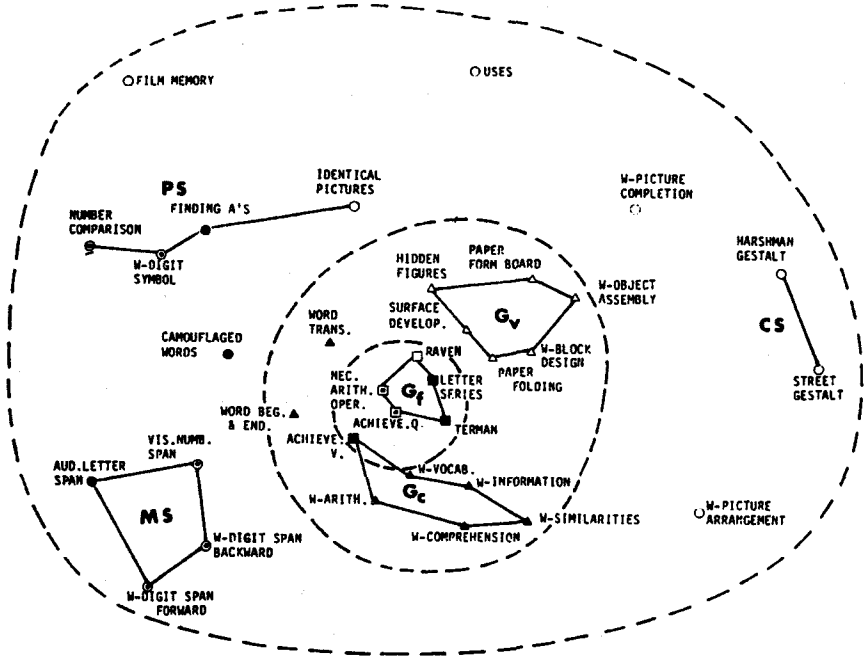 FILM MEMORY
USES
PS
IDENTICAL
PICTURES
W-PICTURE
COMPLETION
FINDING A'S
NUMBER
COMPARISON
W-DIGIT
SYMBOL
HARSHMAN
GESTALT
CS
STREET
GESTALT
HIDDEN
FIGURES
PAPER
FORM BOARD
W-OBJECT
ASSEMBLY
SURFACE
DEVELOP.
Gv
W-BLOCK
DESIGN
PAPER
FOLDING
WORD
TRANS.
CAMOUFLAGED
WORDS
RAVEN
NEC.
ARITH.
OPER.
Gf
LETTER
SERIES
ACHIEVE.Q.
TERMAN
WORD BEG.
& END.
ACHIEVE.
V.
W-VOCAB.
W-INFORMATION
Gc
W-ARITH.
W-COMPREHENSION
W-SIMILARITIES
W-PICTURE
ARRANGEMENT
VIS.NUMB.
SPAN
AUD.LETTER
SPAN
MS
W-DIGIT SPAN
BACKWARD
W-DIGIT SPAN
FORWARD